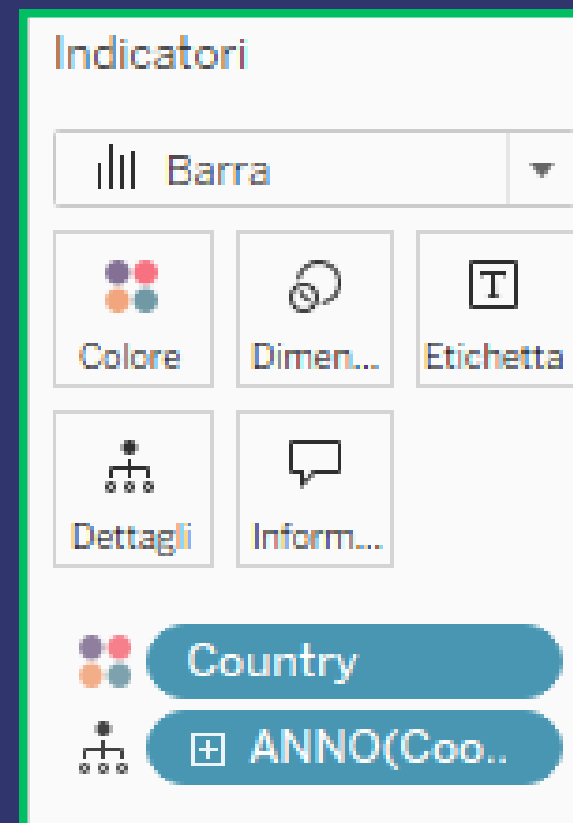 Indicatori
Barra
Colore Dimen... Etichetta
Dettagli Inform...
Country
ANNO(Coo..